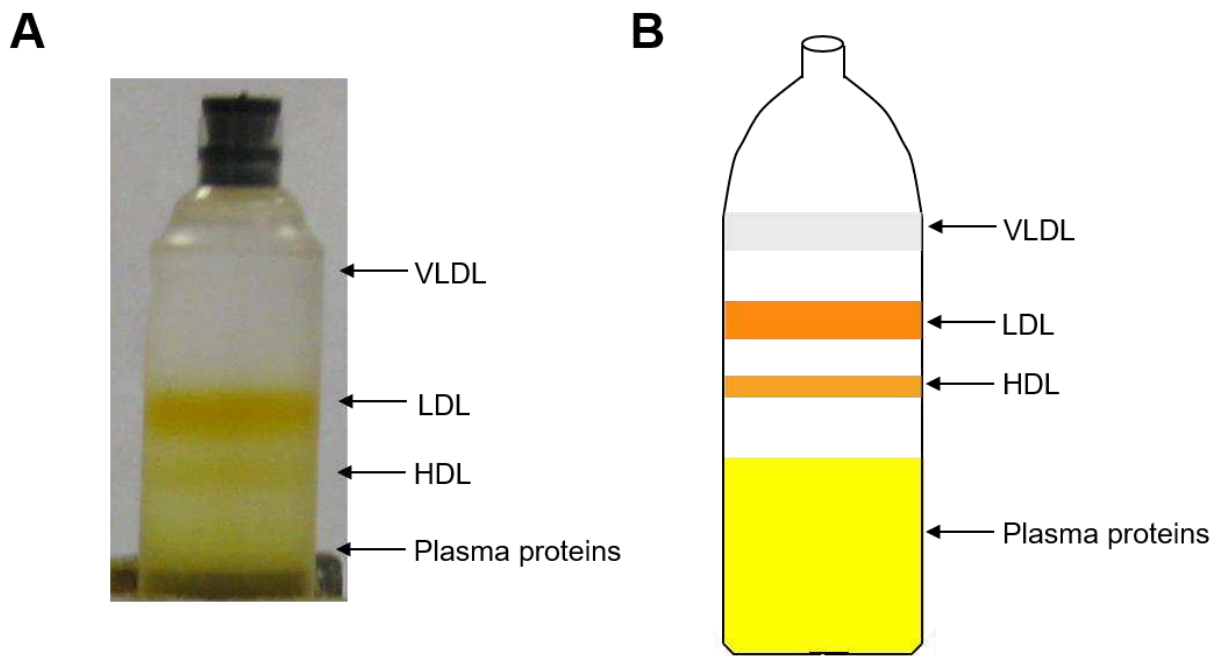 A
VLDL
LDL
HDL
Plasma proteins
B
VLDL
LDL
HDL
Plasma proteins